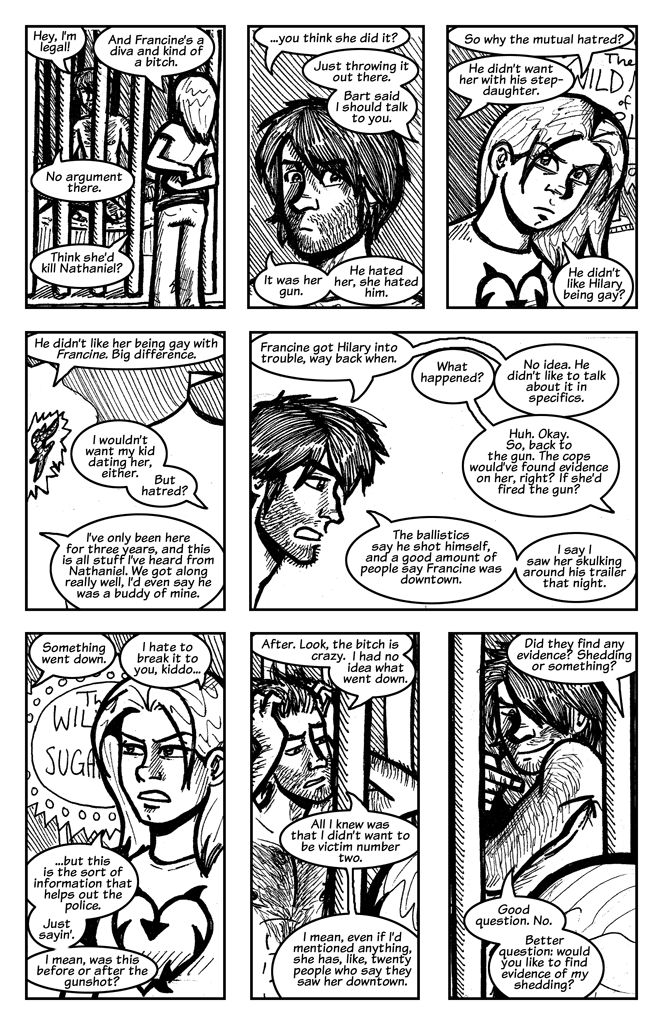 Hey, I'm
legal!
And Francine's a
diva and kind of
a bitch.
No argument
there.
Think she'd
kill Nathaniel?
...you think she did it?
Just throwing it
out there.
Bart said
I should talk
to you.
It was her
gun.
He hated
her, she hated
him.
So why the mutual hatred?
He didn't want
her with his step-
daughter.
The
WILD
of
He didn't
like Hilary
being gay?
He didn't like her being gay with
Francine. Big difference.
I wouldn't
want my kid
dating her,
either.
But
hatred?
I've only been here
for three years, and this
is all stuff I've heard from
Nathaniel. We got along
really well, I'd even say he
was a buddy of mine.
Francine got Hilary into
trouble, way back when.
What
happened?
No idea. He
didn't like to talk
about it in
specifics.
Huh. Okay.
So, back to
the gun. The cops
would've found evidence
on her, right? If she'd
fired the gun?
The ballistics
say he shot himself,
and a good amount of
people say Francine was
downtown.
I say I
saw her skulking
around his trailer
that night.
Something
went down.
I hate to
break it to
you, kiddo...
WIL
SUGA
...but this
is the sort of
information that
helps out the
police.
Just
sayin'.
I mean, was this
before or after the
gunshot?
After. Look, the bitch is
crazy. I had no
idea what
went down.
All I knew was
that I didn't want to
be victim number
two.
I mean, even if I'd
mentioned anything,
she has, like, twenty
people who say they
saw her downtown.
Did they find any
evidence? Shedding
or something?
Good
question. No.
Better
question: would
you like to find
evidence of my
shedding?